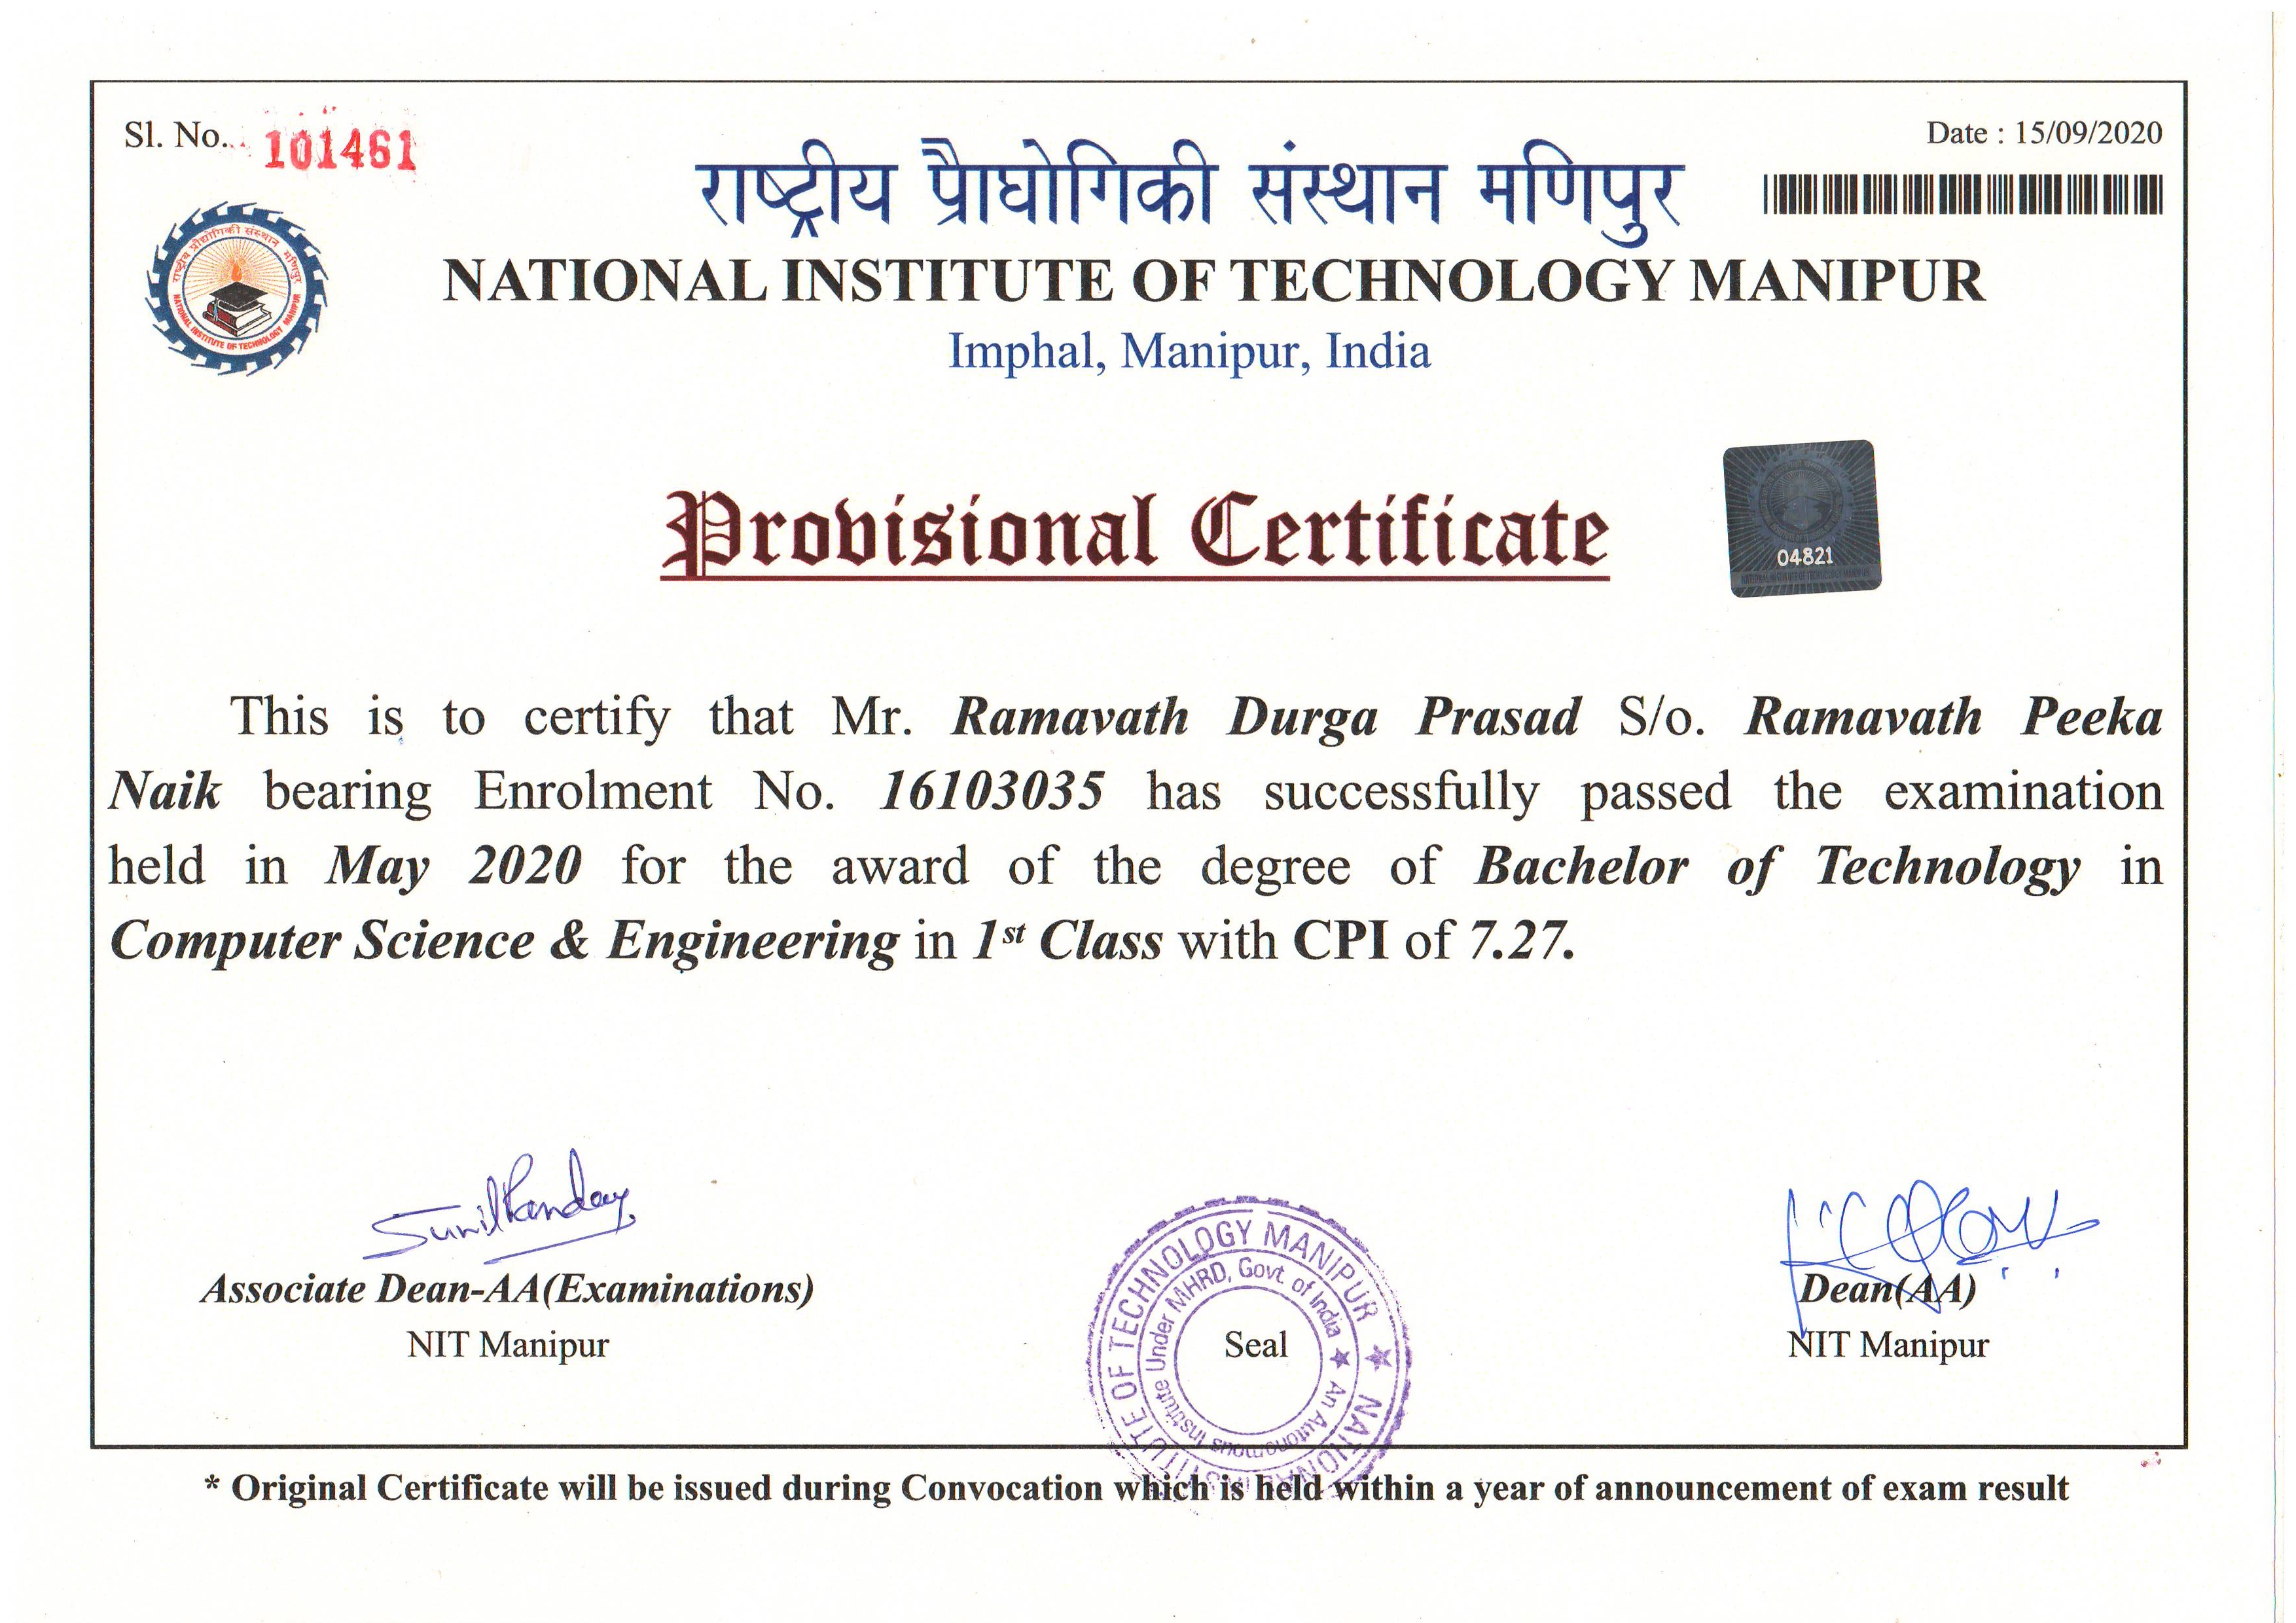 Sl. No... 101461
Date : 15/09/2020
राष्ट्रीय प्रौघोगिकी संस्थान मणिपुर
राष्ट्रीय प्रौद्योगिकी संस्थान मणिपुर
NATIONAL INSTITUTE OF TECHNOLOGY MANIPUR
NATIONAL INSTITUTE OF TECHNOLOGY MANIPUR
Imphal, Manipur, India
Provisional Certificate
04821
This is to certify that Mr. Ramavath Durga Prasad S/o. Ramavath Peeka
Naik bearing Enrolment No. 16103035 has successfully passed the examination
held in May 2020 for the award of the degree of Bachelor of Technology in
Computer Science & Engineering in 1st Class with CPI of 7.27.
Associate Dean-AA(Examinations)
NIT Manipur
NATIONAL INSTITUTE OF TECHNOLOGY MANIPUR
An Autonomous Institute Under MHRD, Govt. of India
Seal
Dean(AA)
NIT Manipur
* Original Certificate will be issued during Convocation which is held within a year of announcement of exam result